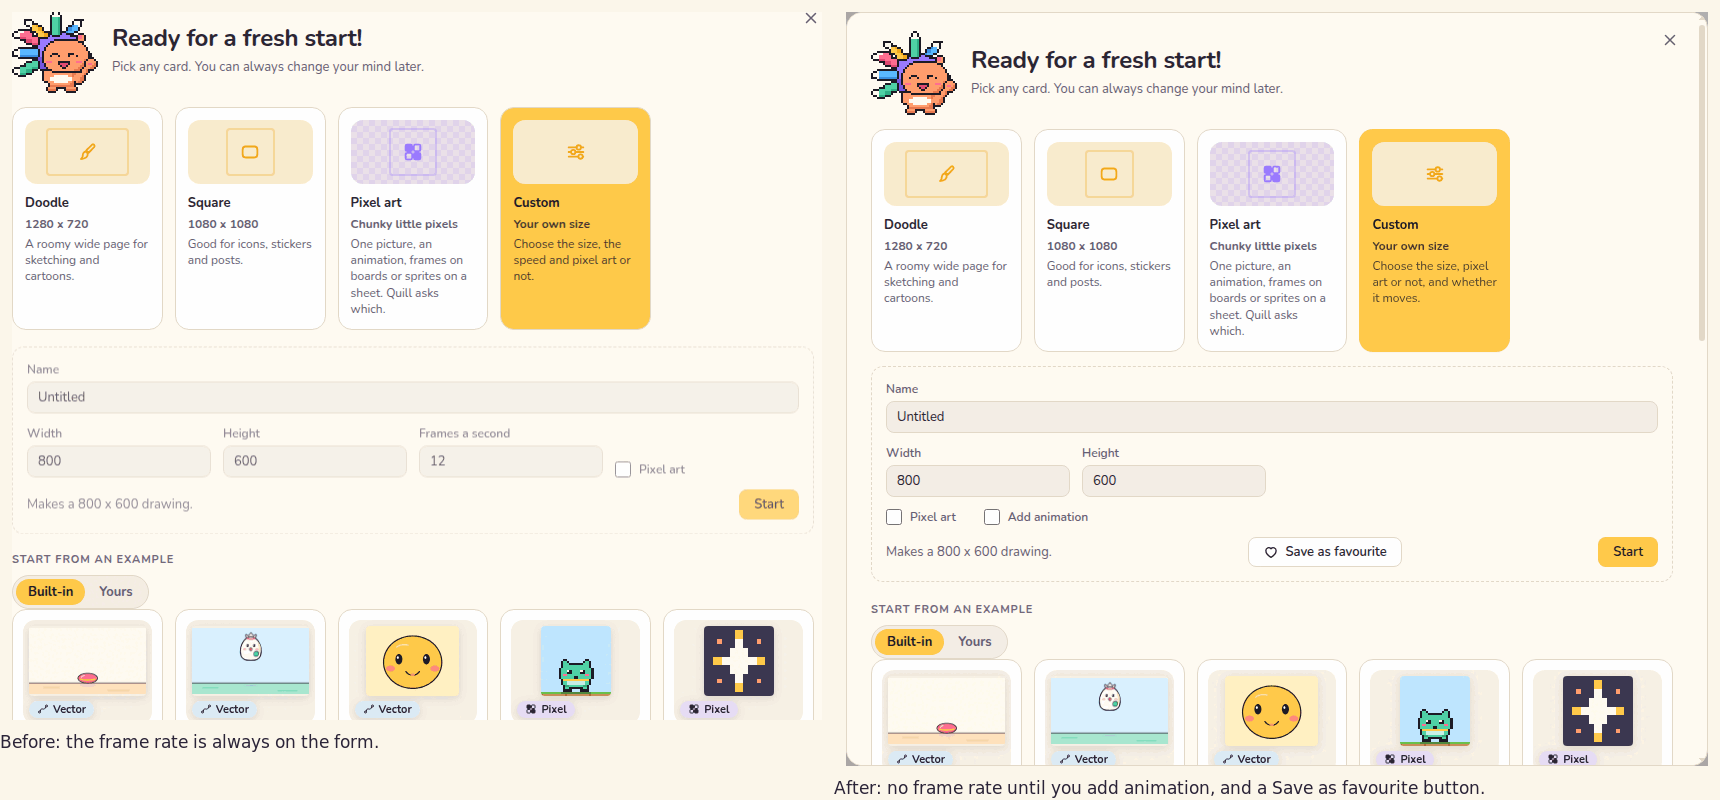 Ready for a fresh start!
Pick any card. You can always change your mind later.
Doodle
1280 x 720
A roomy wide page for
sketching and
cartoons.
Square
1080 x 1080
Good for icons, stickers
and posts.
Pixel art
Chunky little pixels
One picture, an
animation, frames on
boards or sprites on a
sheet. Quill asks
which.
Custom
Your own size
Choose the size, the
speed and pixel art or
not.
Name
Untitled
Width
Height
Frames a second
800
600
12
Pixel art
Makes a 800 x 600 drawing.
Start
START FROM AN EXAMPLE
Built-in
Yours
Vector
Vector
Vector
Pixel
Pixel
Before: the frame rate is always on the form.
Ready for a fresh start!
Pick any card. You can always change your mind later.
Doodle
1280 x 720
A roomy wide page for
sketching and
cartoons.
Square
1080 x 1080
Good for icons, stickers
and posts.
Pixel art
Chunky little pixels
One picture, an
animation, frames on
boards or sprites on a
sheet. Quill asks
which.
Custom
Your own size
Choose the size, pixel
art or not, and whether
it moves.
Name
Untitled
Width
Height
800
600
Pixel art
Add animation
Makes a 800 x 600 drawing.
Save as favourite
Start
START FROM AN EXAMPLE
Built-in
Yours
Vector
Vector
Vector
Pixel
Pixel
After: no frame rate until you add animation, and a Save as favourite button.